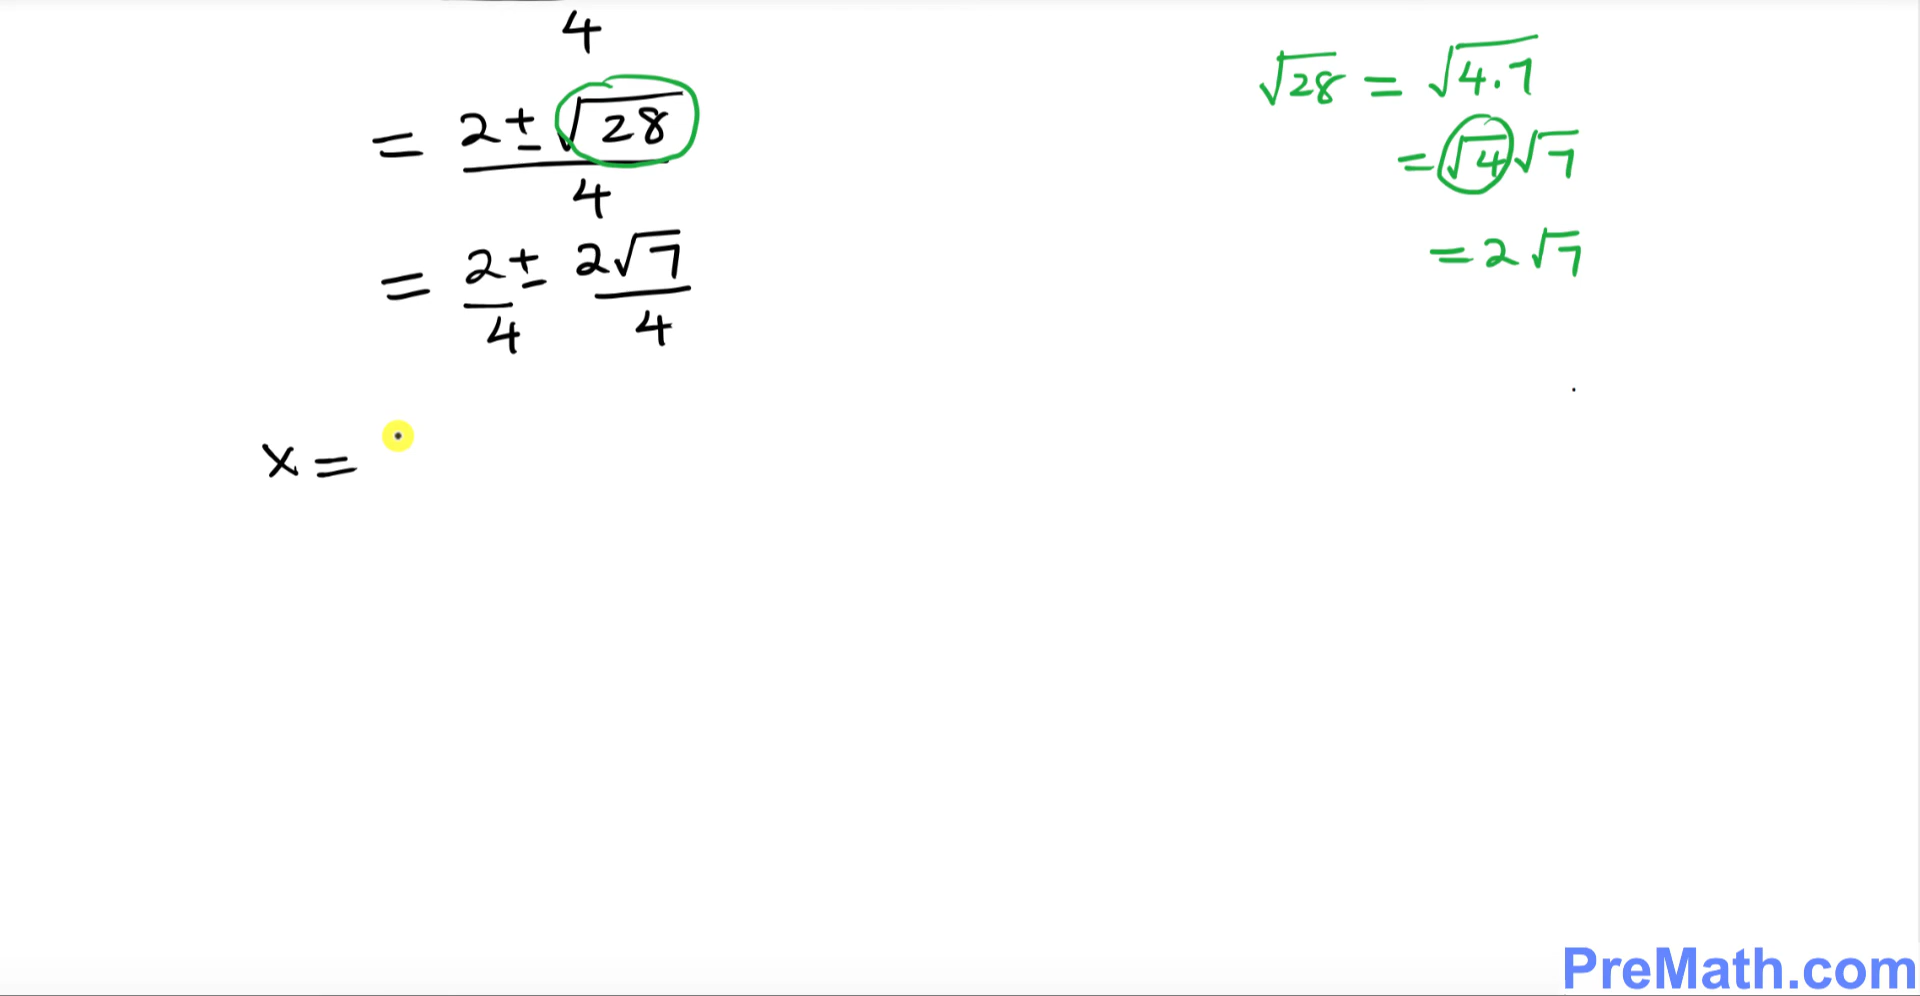 4
= 2 ± √28
4
= 2/4 ± 2√7/4
x =
√28 = √4.7
= √4 √7
= 2 √7
PreMath.com